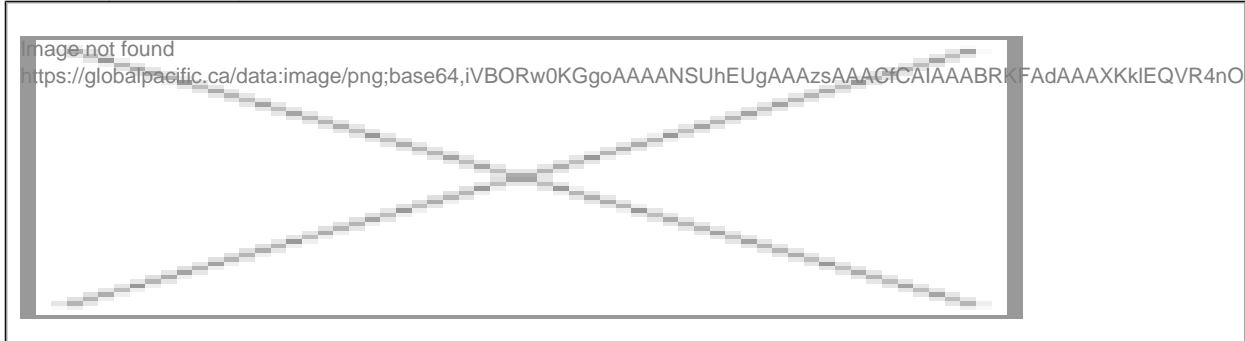 Image not found
https://globalpacific.ca/data:image/png;base64,iVBORw0KGgoAAAANSUhEUgAAAzsAAACfCAIAAABRKFAdAAAXKklEQVR4nO